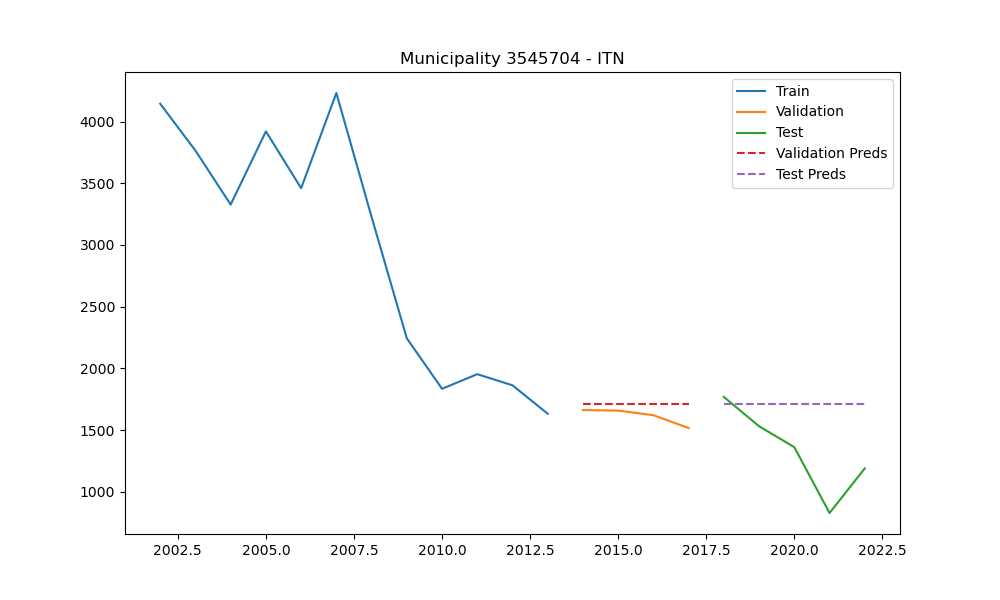 Municipality 3545704 - ITN
Train
Validation
Test
Validation Preds
Test Preds
4000
3500
3000
2500
2000
1500
1000
2002.5 2005.0 2007.5 2010.0 2012.5 2015.0 2017.5 2020.0 2022.5